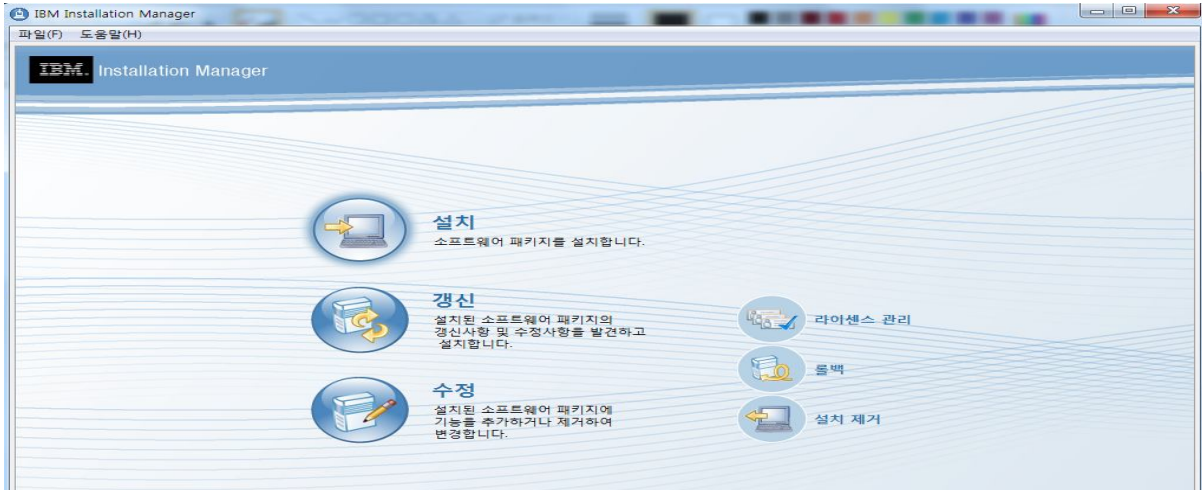 IBM Installation Manager
파일(F) 도움말(H)
IBM. Installation Manager
설치
소프트웨어 패키지를 설치합니다.
갱신
설치된 소프트웨어 패키지의
갱신사항 및 수정사항를 발견하고
설치합니다.
수정
설치된 소프트웨어 패키지에
기능를 추가하거나 제거하여
변경합니다.
라이센스 관리
롤백
설치 제거